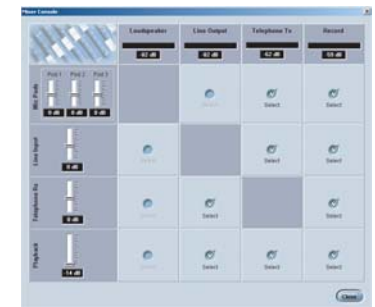 Mixer Console
Loudspeaker Line Output Telephone Tx Record
-62 dB -62 dB -62 dB -59 dB
Pod 1 Pod 2 Pod 3
Mic Pods
0 dB 0 dB 0 dB
Select Select Select
Line Input
0 dB
Select Select Select
Telephone Rx
0 dB
Select Select Select
Playback
-14 dB
Select Select Select Select
Close